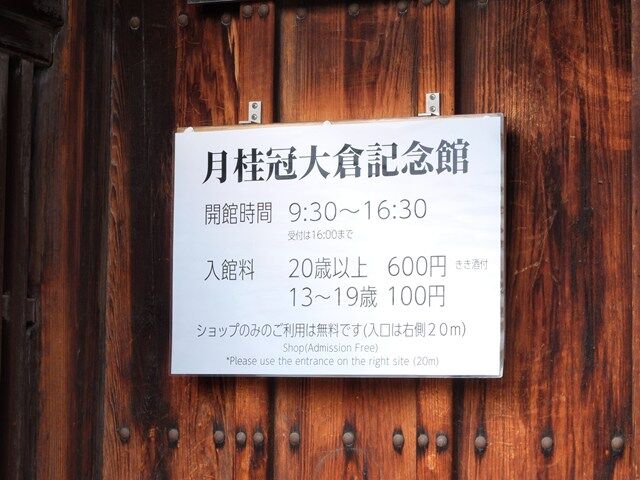 月桂冠大倉記念館
開館時間 9:30～16:30
受付は16:00まで
入館料 20歳以上 600円 きき酒付
13～19歳 100円
ショップのみのご利用は無料です(入口は右側20m)
Shop(Admission Free)
*Please use the entrance on the right site (20m)